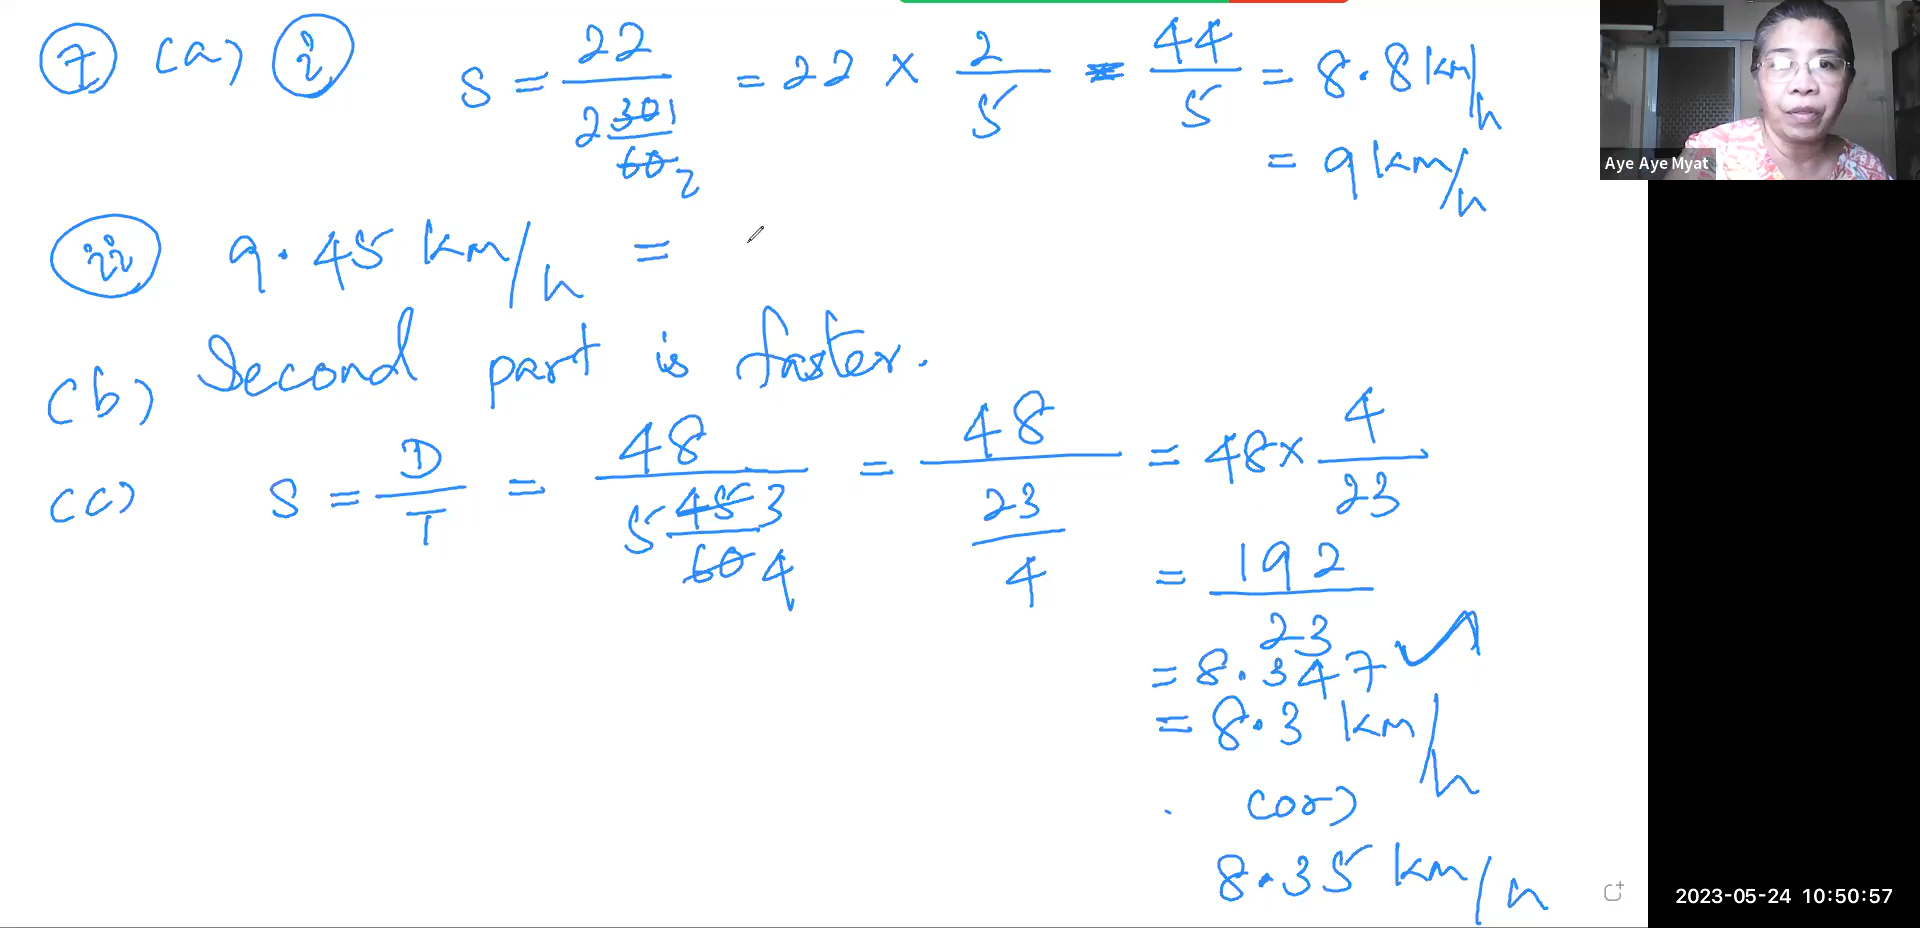 7 (a) i S = 22 / 2 30 1 / 60 2 = 22 × 2/5 = 44/5 = 8.8 km/h
= 9 km/h
Aye Aye Myat
ii 9.45 km/h =
(b) Second part is faster.
(c) S = D/T = 48 / 5 45 3 / 60 4 = 48 / 23/4 = 48 × 4/23
= 192/23
= 8.347 ✓
= 8.3 km/h
(or)
8.35 km/h
2023-05-24 10:50:57